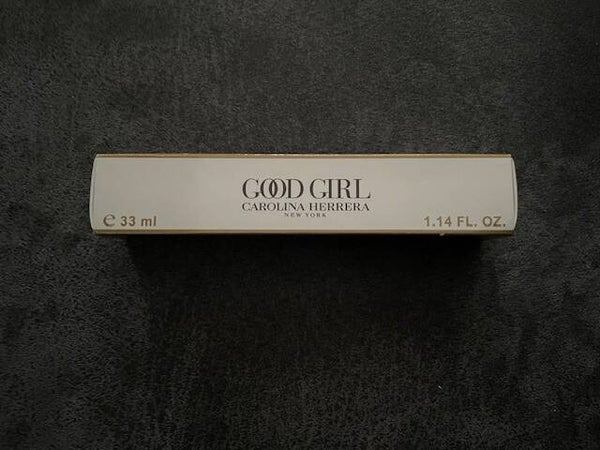 GOOD GIRL
CAROLINA HERRERA
NEW YORK
℮ 33 ml
1.14 FL. OZ.